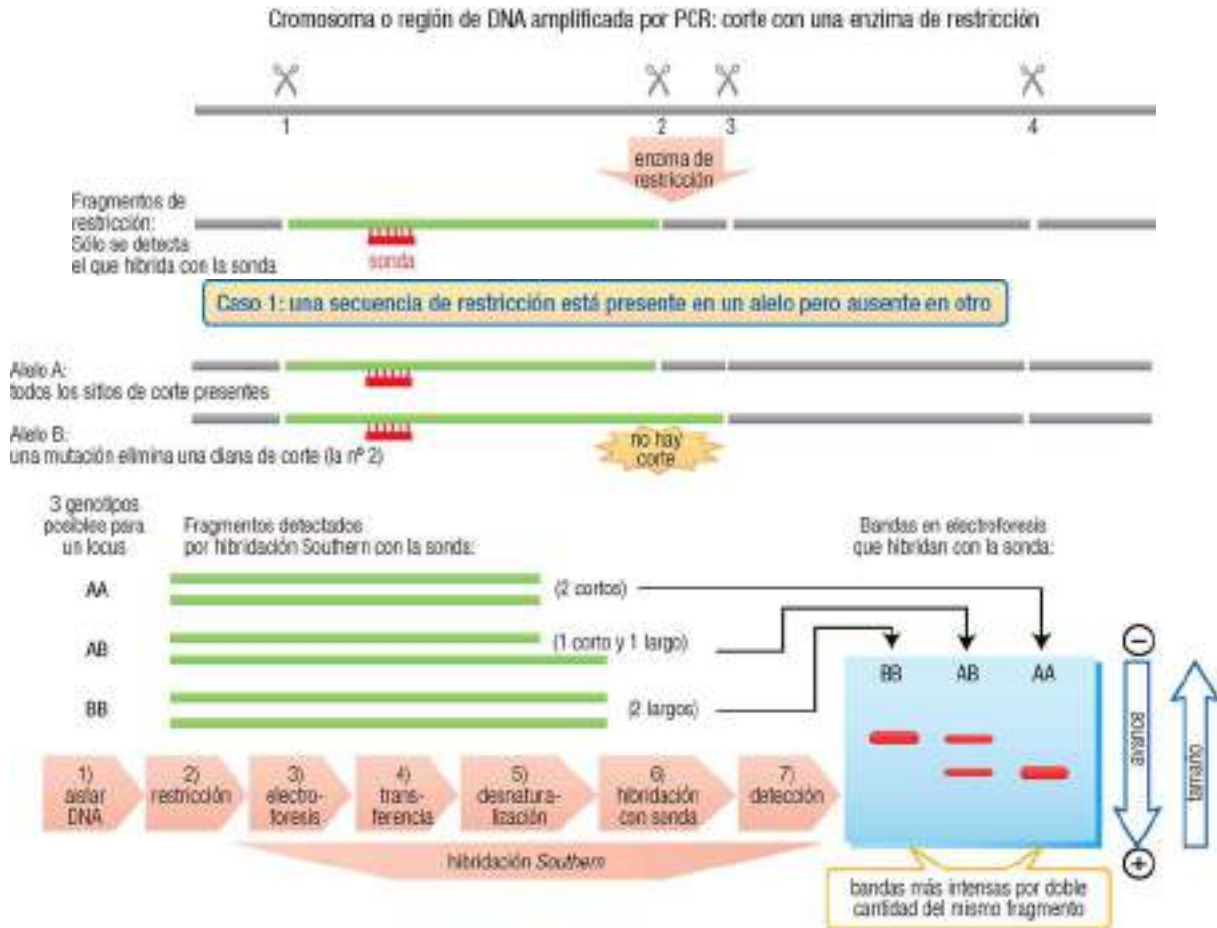 Cromosoma o región de DNA amplificada por PCR: corte con una enzima de restricción
1 2 3 4
enzima de
restricción
Fragmentos de
restricción:
Sólo se detecta
el que hibrida con la sonda
sonda
Caso 1: una secuencia de restricción está presente en un alelo pero ausente en otro
Alelo A:
todos los sitios de corte presentes
Alelo B:
una mutación elimina una diana de corte (la nº 2)
no hay
corte
3 genotipos
posibles para
un locus
Fragmentos detectados
por hibridación Southern con la sonda:
Bandas en electroforesis
que hibridan con la sonda:
AA
(2 cortos)
AB
(1 corto y 1 largo)
BB
(2 largos)
BB AB AA
−
avance
tamaño
+
1)
aislar
DNA
2)
restricción
3)
electro-
foresis
4)
trans-
ferencia
5)
desnatura-
lización
6)
hibridación
con sonda
7)
detección
hibridación Southern
bandas más intensas por doble
cantidad del mismo fragmento